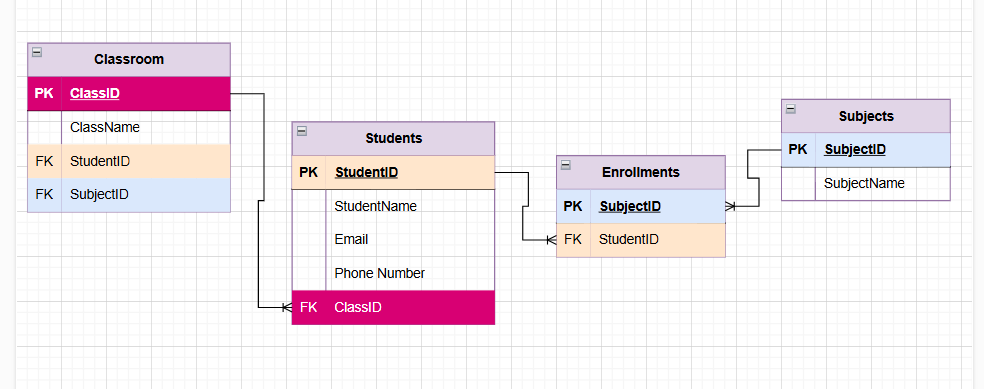 Classroom
PK ClassID
ClassName
FK StudentID
FK SubjectID
Students
PK StudentID
StudentName
Email
Phone Number
FK ClassID
Enrollments
PK SubjectID
FK StudentID
Subjects
PK SubjectID
SubjectName